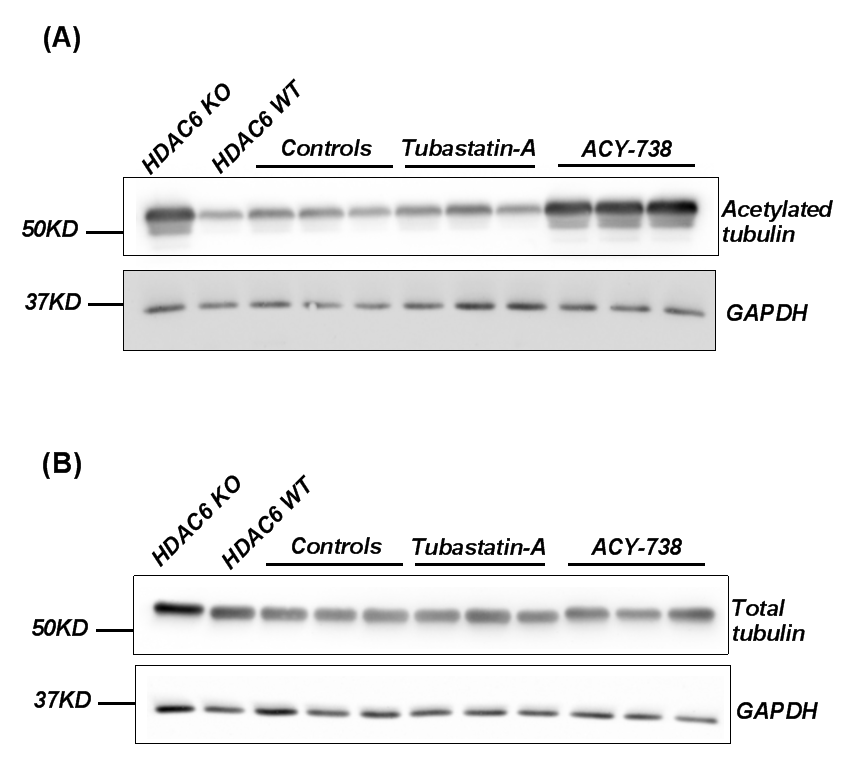 (A)
HDAC6 KO
HDAC6 WT
Controls
Tubastatin-A
ACY-738
50KD
Acetylated
tubulin
37KD
GAPDH
(B)
HDAC6 KO
HDAC6 WT
Controls
Tubastatin-A
ACY-738
50KD
Total
tubulin
37KD
GAPDH